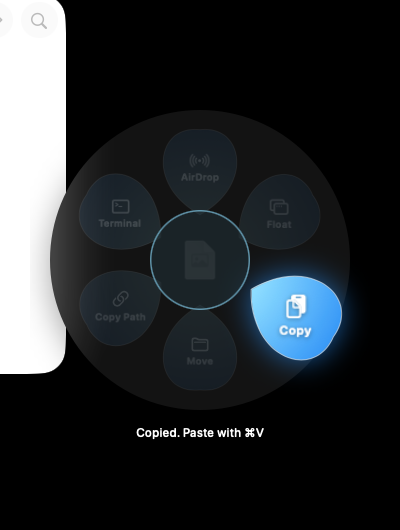 AirDrop
Terminal
Float
Copy Path
Copy
Move
Copied. Paste with ⌘V